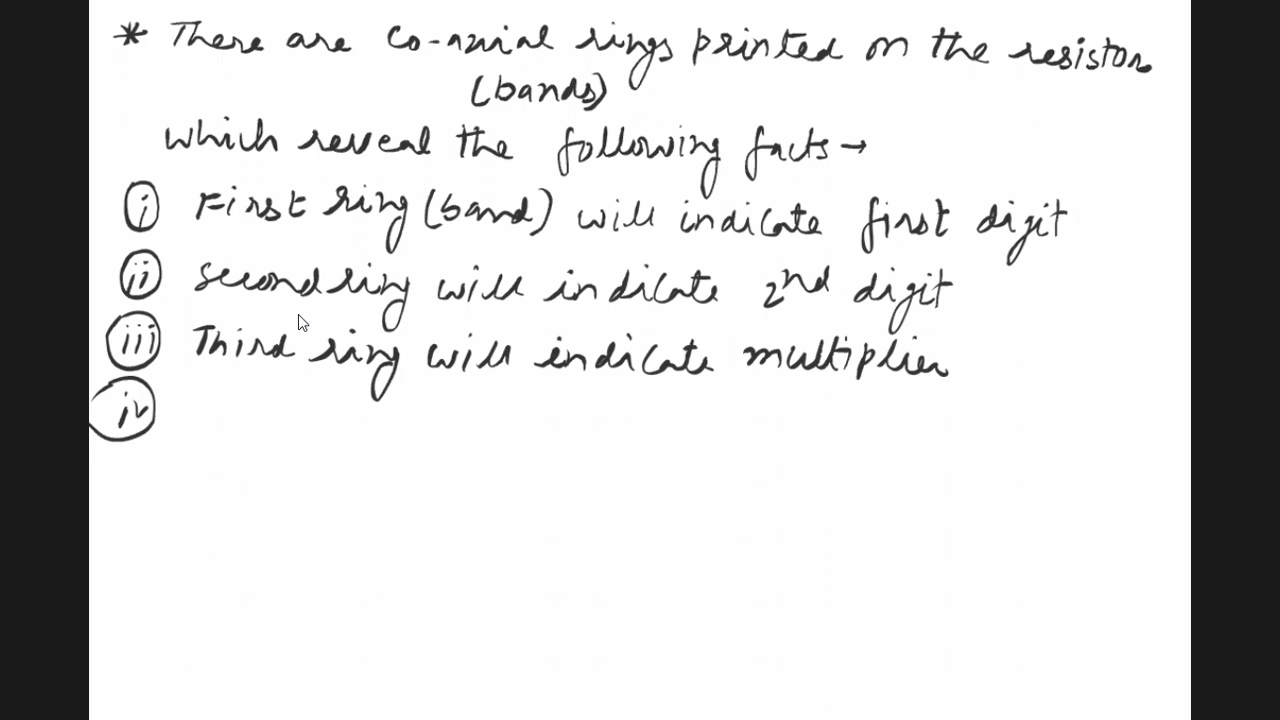 * There are co-axial rings printed on the resistor
(bands)
which reveal the following facts →
(i) First ring (band) will indicate first digit
(ii) Second ring will indicate 2nd digit
(iii) Third ring will indicate multiplier
(iv)